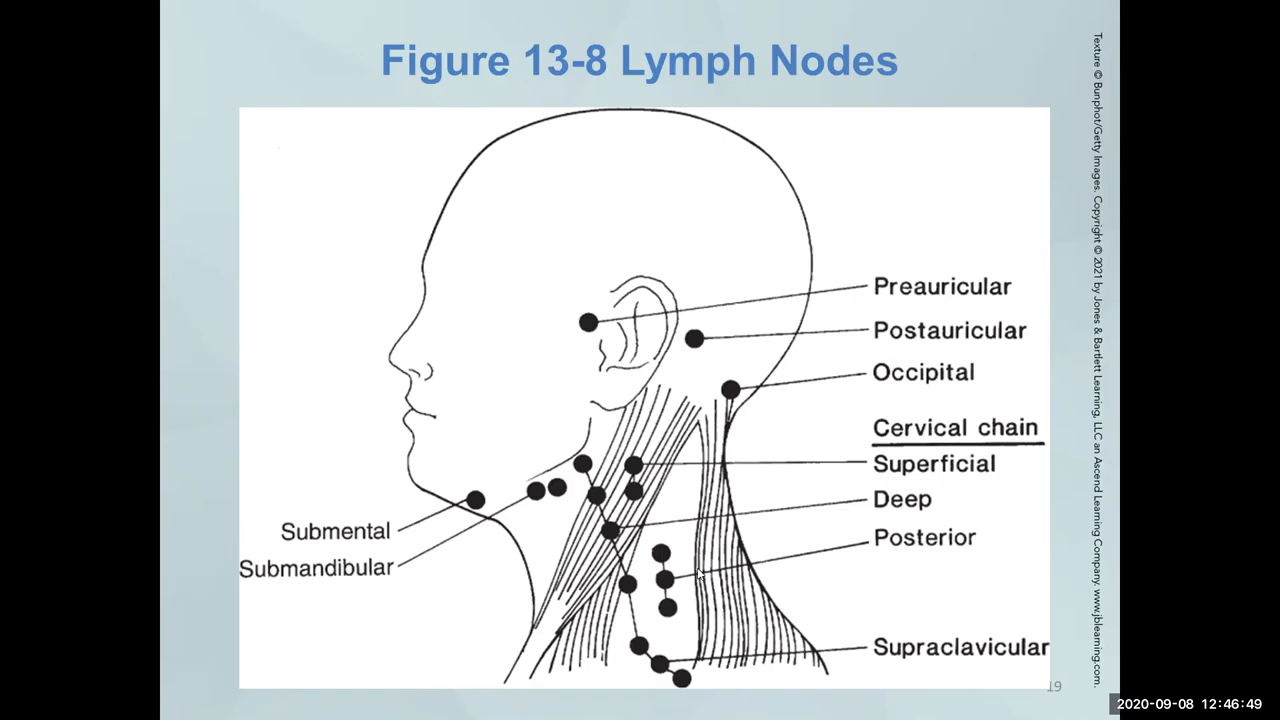 Figure 13-8 Lymph Nodes
Preauricular
Postauricular
Occipital
Cervical chain
Superficial
Deep
Posterior
Supraclavicular
Submental
Submandibular
19
Texture © Bunphot/Getty Images. Copyright © 2021 by Jones & Bartlett Learning, LLC an Ascend Learning Company. www.jblearning.com.
2020-09-08 12:46:49